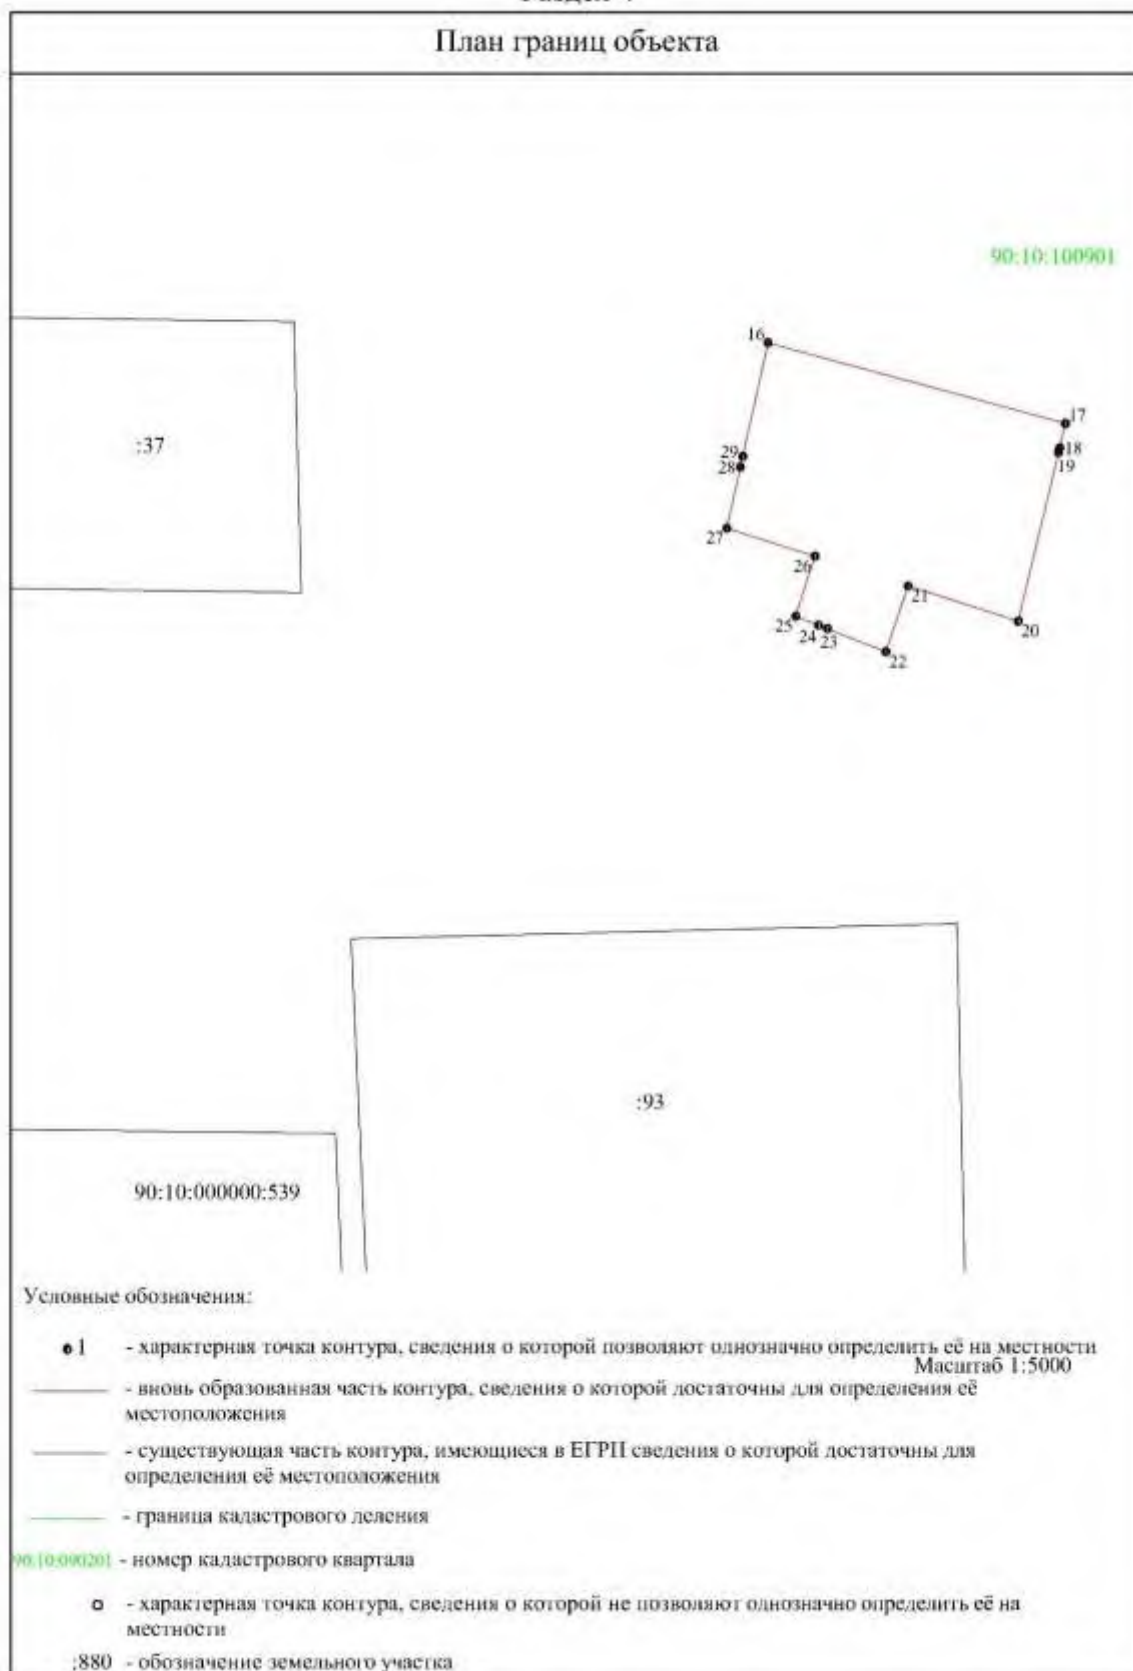 План границ объекта
90:10:100901
16
17
:37
29
18
28
19
27
26
21
25
24
23
20
22
:93
90:10:000000:539
Условные обозначения:
1 - характерная точка контура, сведения о которой позволяют однозначно определить её на местности
Масштаб 1:5000
- вновь образованная часть контура, сведения о которой достаточны для определения её
местоположения
- существующая часть контура, имеющиеся в ЕГРП сведения о которой достаточны для
определения её местоположения
- граница кадастрового деления
90:10:090201 - номер кадастрового квартала
- характерная точка контура, сведения о которой не позволяют однозначно определить её на
местности
:880 - обозначение земельного участка